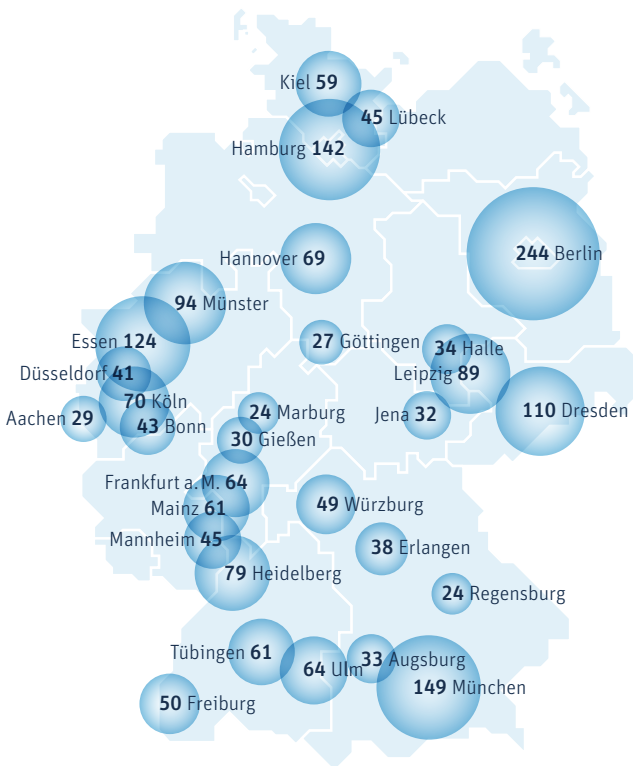 Kiel 59
45 Lübeck
Hamburg 142
244 Berlin
Hannover 69
94 Münster
Essen 124
27 Göttingen
34 Halle
Düsseldorf 41
Leipzig 89
70 Köln
24 Marburg
110 Dresden
Aachen 29
43 Bonn
Jena 32
30 Gießen
Frankfurt a. M. 64
Mainz 61
49 Würzburg
Mannheim 45
38 Erlangen
79 Heidelberg
24 Regensburg
Tübingen 61
64 Ulm
33 Augsburg
149 München
50 Freiburg